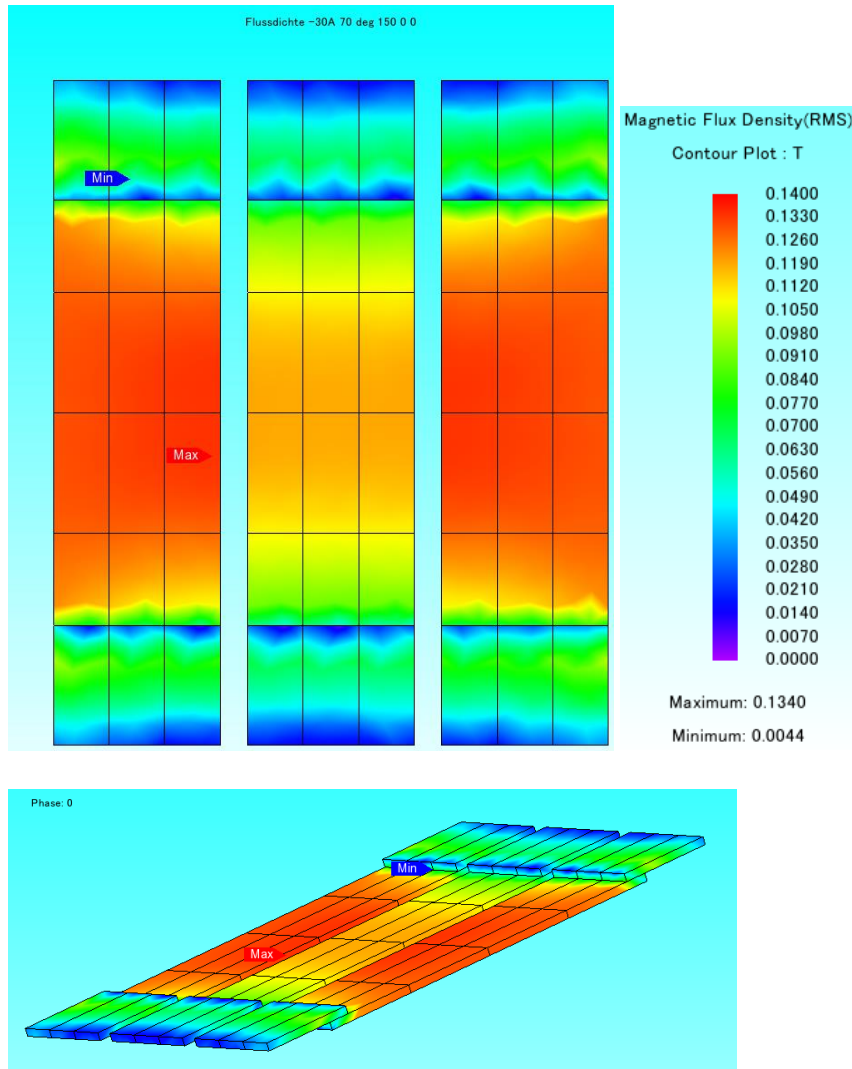 Flussdichte -30A 70 deg 150 0 0
Min
Max
Magnetic Flux Density(RMS)
Contour Plot : T
0.1400
0.1330
0.1260
0.1190
0.1120
0.1050
0.0980
0.0910
0.0840
0.0770
0.0700
0.0630
0.0560
0.0490
0.0420
0.0350
0.0280
0.0210
0.0140
0.0070
0.0000
Maximum: 0.1340
Minimum: 0.0044
Phase: 0
Min
Max